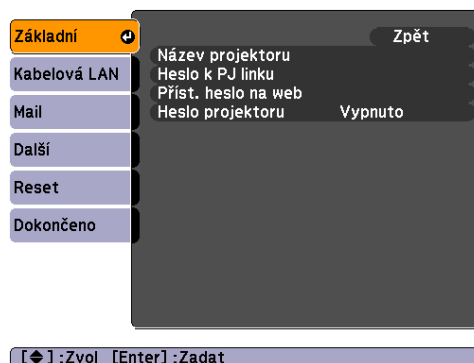 Základní
Kabelová LAN
Mail
Další
Reset
Dokončeno
Zpět
Název projektoru
Heslo k PJ linku
Příst. heslo na web
Heslo projektoru Vypnuto
[◆] :Zvol [Enter] :Zadat